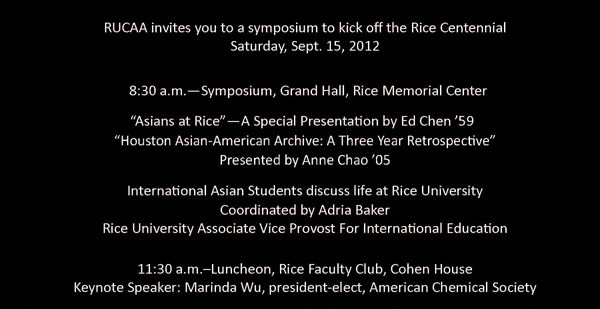 RUCAA invites you to a symposium to kick off the Rice Centennial
Saturday, Sept. 15, 2012
8:30 a.m.—Symposium, Grand Hall, Rice Memorial Center
“Asians at Rice”—A Special Presentation by Ed Chen ’59
“Houston Asian-American Archive: A Three Year Retrospective”
Presented by Anne Chao ’05
International Asian Students discuss life at Rice University
Coordinated by Adria Baker
Rice University Associate Vice Provost For International Education
11:30 a.m.–Luncheon, Rice Faculty Club, Cohen House
Keynote Speaker: Marinda Wu, president-elect, American Chemical Society